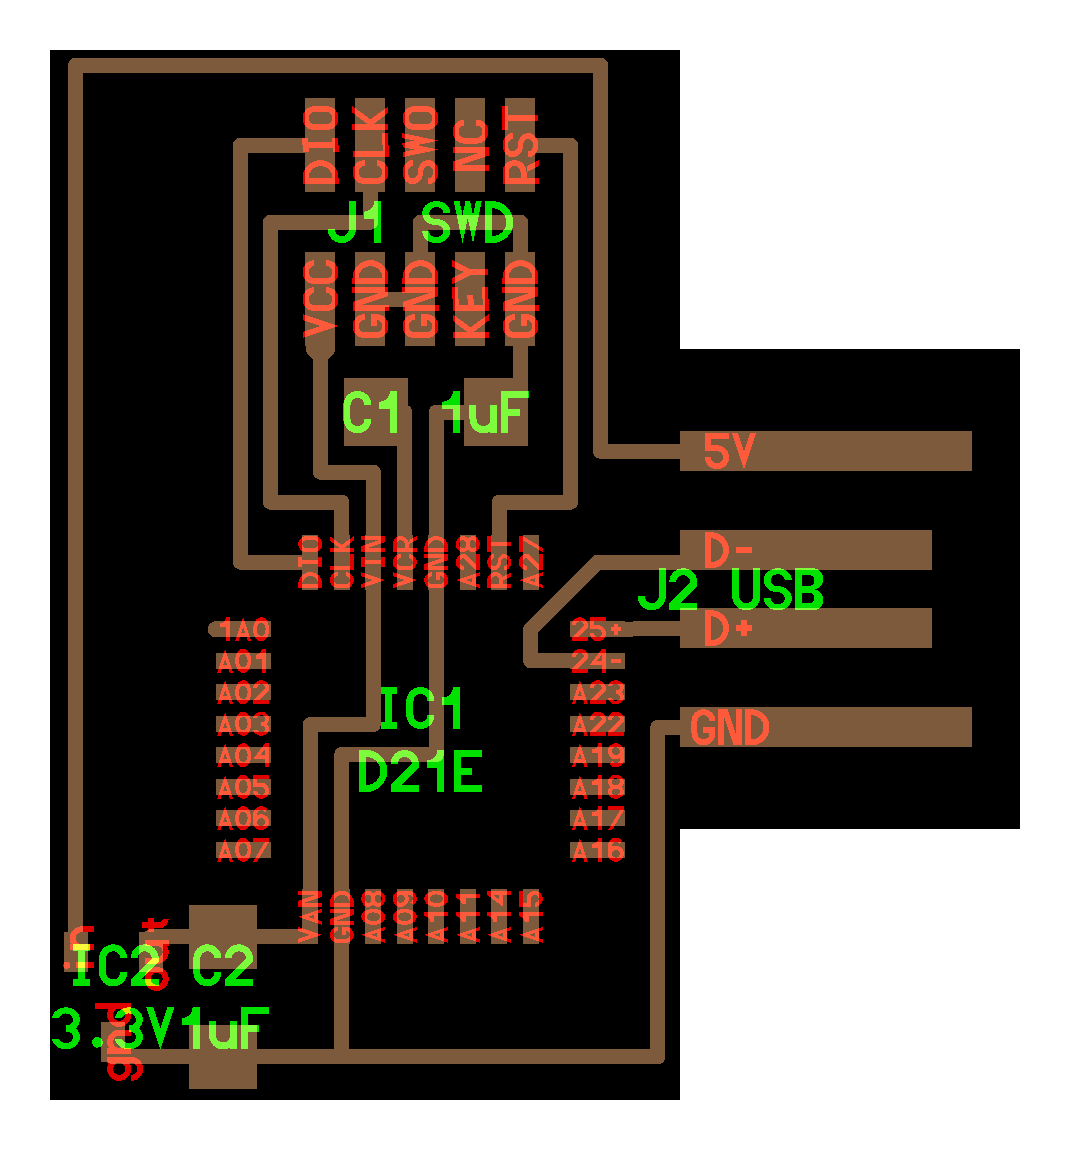 DIO CLK SWO NC RST
J1 SWD
VCC GND GND KEY GND
C1 1uF
5V
D-
DIO CLK VIN VCR GND A28 RST A27
J2 USB
1A0 25+ D+
A01 24-
A02 A23
IC1
A03 A22 GND
A04 A19
D21E
A05 A18
A06 A17
A07 A16
VAN GND A08 A09 A10 A11 A14 A15
in out
IC2 C2
3.3V 1uF
gnd